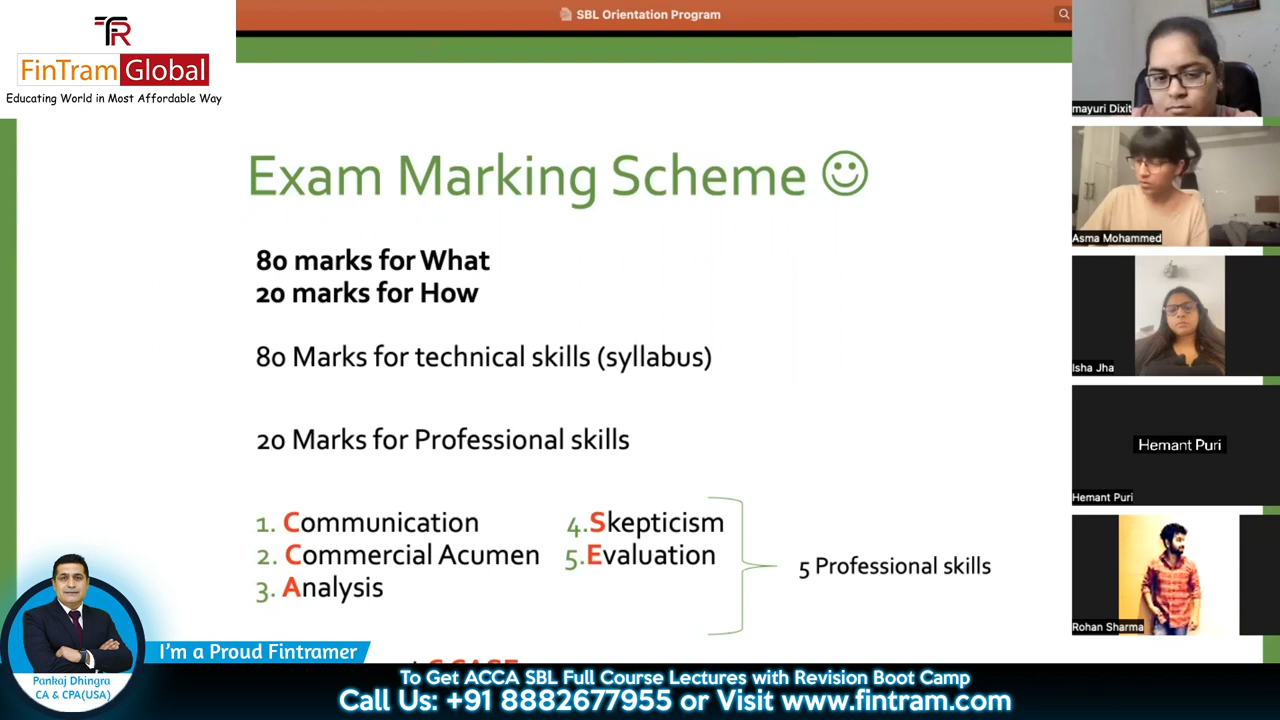 SBL Orientation Program
TR
FinTram Global
Educating World in Most Affordable Way
Exam Marking Scheme ☺
80 marks for What
20 marks for How
80 Marks for technical skills (syllabus)
20 Marks for Professional skills
1. Communication
2. Commercial Acumen
3. Analysis
4.Skepticism
5.Evaluation
5 Professional skills
mayuri Dixit
Asma Mohammed
Isha Jha
Hemant Puri
Hemant Puri
Rohan Sharma
I'm a Proud Fintramer
Pankaj Dhingra
CA & CPA(USA)
To Get ACCA SBL Full Course Lectures with Revision Boot Camp
Call Us: +91 8882677955 or Visit www.fintram.com